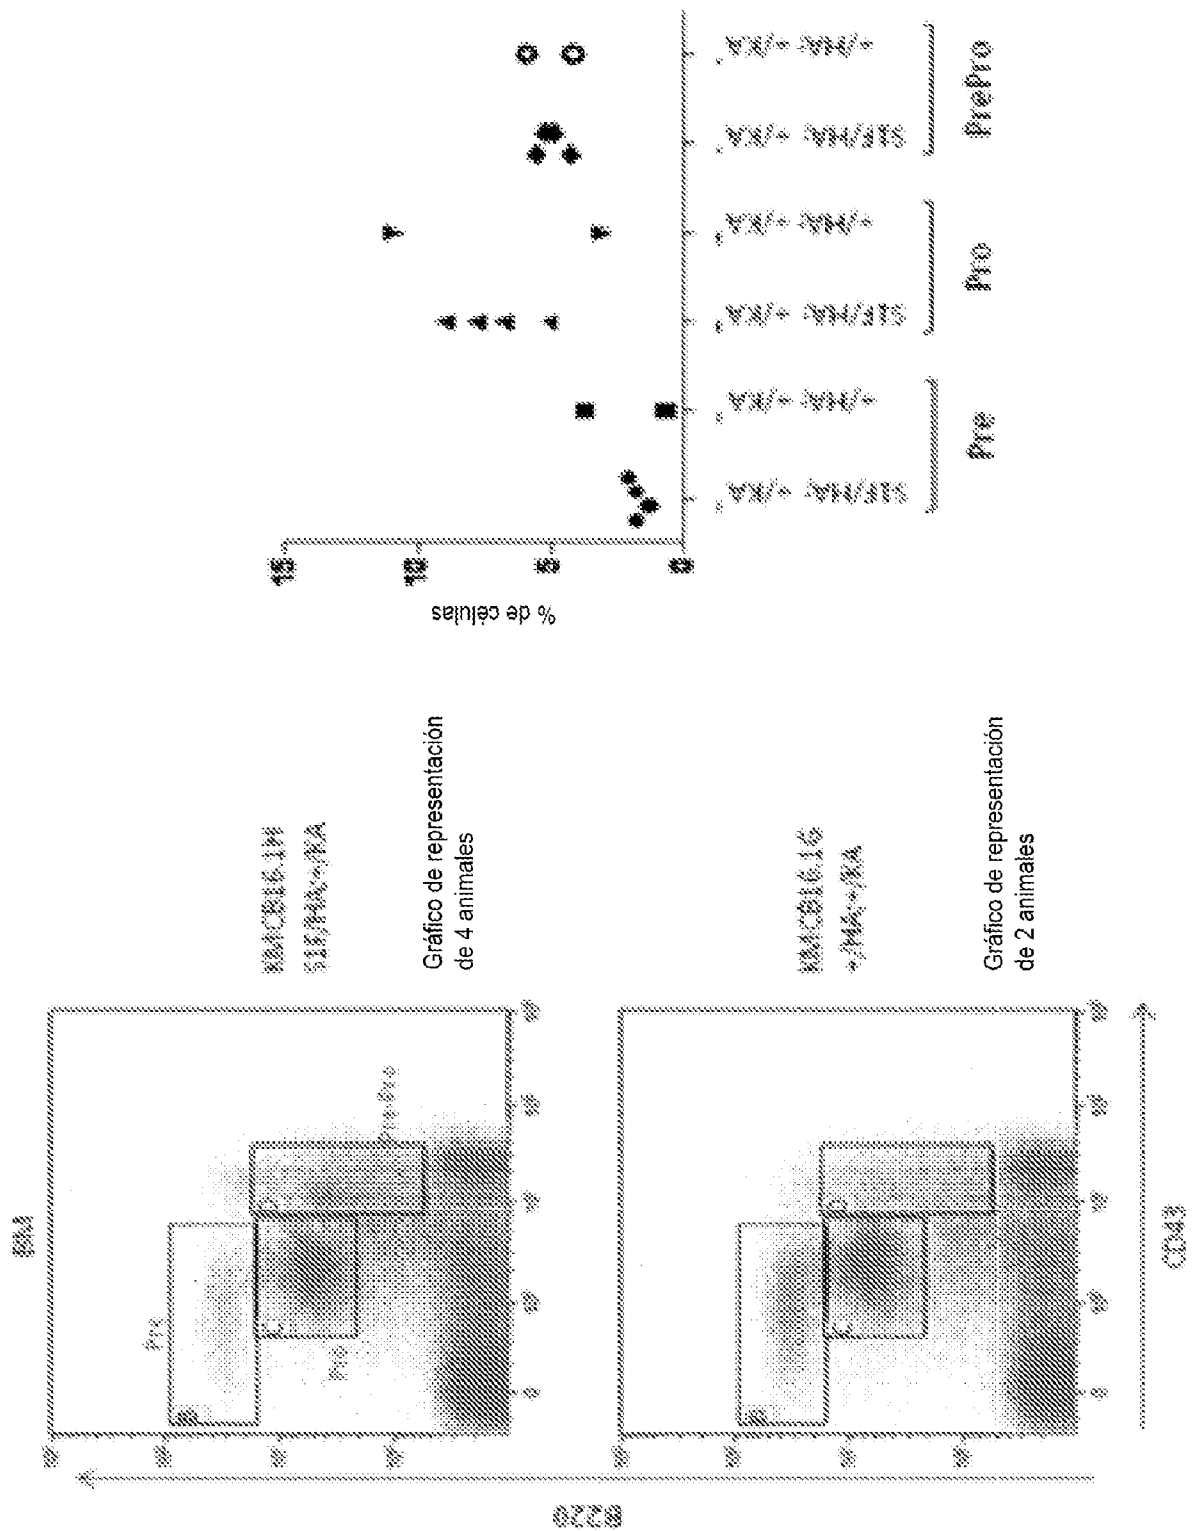 BM
B220
CD43
Pre
Pro
Pre-Pro
B
C
D
KMCB16.1H
S1F/HA;+/KA
Gráfico de representación
de 4 animales
B
C
D
KMCB16.1G
+/HA;+/KA
Gráfico de representación
de 2 animales
% de células
15
10
5
0
S1F/HA; +/KA
+/HA; +/KA
S1F/HA; +/KA
+/HA; +/KA
S1F/HA; +/KA
+/HA; +/KA
Pre
Pro
PrePro